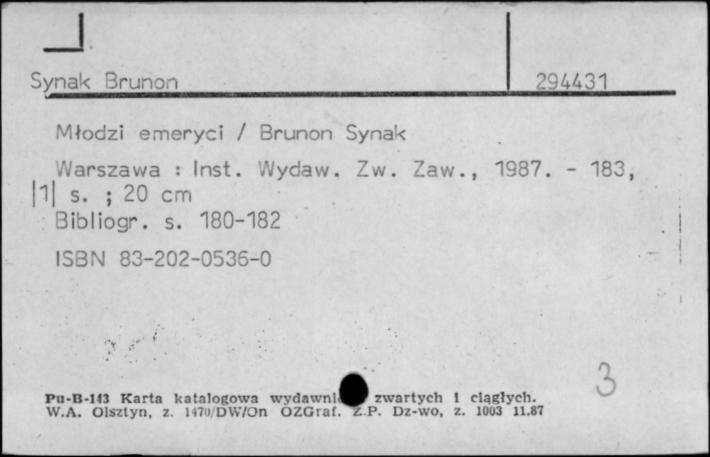 Synak Brunon 294431
Młodzi emeryci / Brunon Synak
Warszawa : Inst. Wydaw. Zw. Zaw., 1987. - 183,
|1| s. ; 20 cm
Bibliogr. s. 180-182
ISBN 83-202-0536-0
3
Pu-B-143 Karta katalogowa zwartych i ciągłych.
W.A. Olsztyn, z. 1470/DW/On OZGraf. Z.P. Dz-wo, z. 1003 11.87